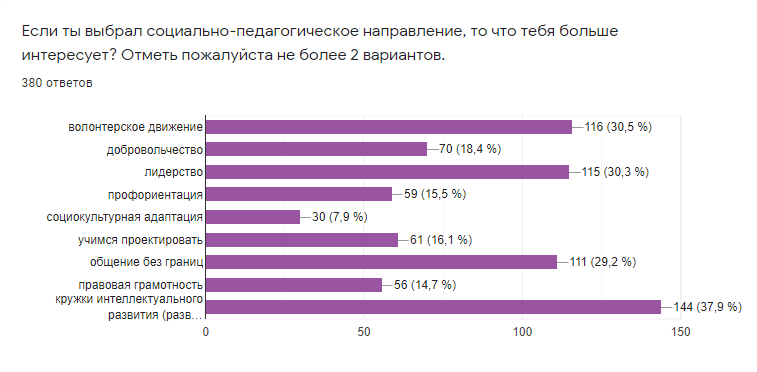 Если ты выбрал социально-педагогическое направление, то что тебя больше
интересует? Отметь пожалуйста не более 2 вариантов.
380 ответов
волонтерское движение 116 (30,5 %)
добровольчество 70 (18,4 %)
лидерство 115 (30,3 %)
профориентация 59 (15,5 %)
социокультурная адаптация 30 (7,9 %)
учимся проектировать 61 (16,1 %)
общение без границ 111 (29,2 %)
правовая грамотность 56 (14,7 %)
кружки интеллектуального
развития (разв… 144 (37,9 %)
0 50 100 150